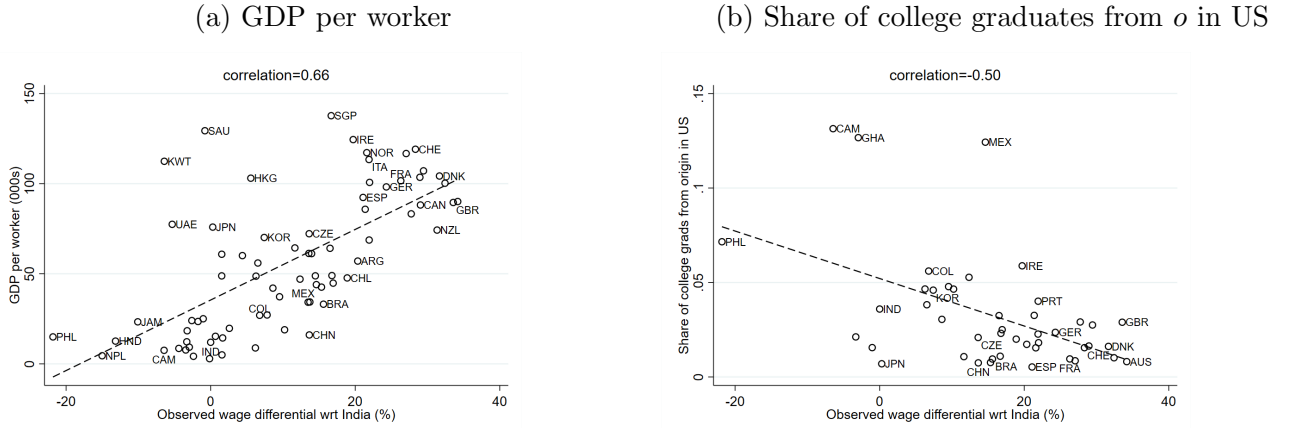 (a) GDP per worker
correlation=0.66
GDP per worker (000s)
150
100
50
0
SGP
SAU
IRE
CHE
NOR
KWT
ITA
HKG
FRA
DNK
GER
ESP
CAN
GBR
UAE
JPN
NZL
KOR
CZE
ARG
CHL
MEX
BRA
COL
JAM
CHN
PHL
HND
NPL
CAM
IND
-20
0
20
40
Observed wage differential wrt India (%)
(b) Share of college graduates from o in US
correlation=-0.50
Share of college grads from origin in US
.15
.1
.05
0
CAM
GHA
MEX
PHL
COL
IRE
KOR
PRT
IND
GBR
GER
CZE
DNK
CHE
JPN
BRA
ESP
FRA
AUS
CHN
-20
0
20
40
Observed wage differential wrt India (%)